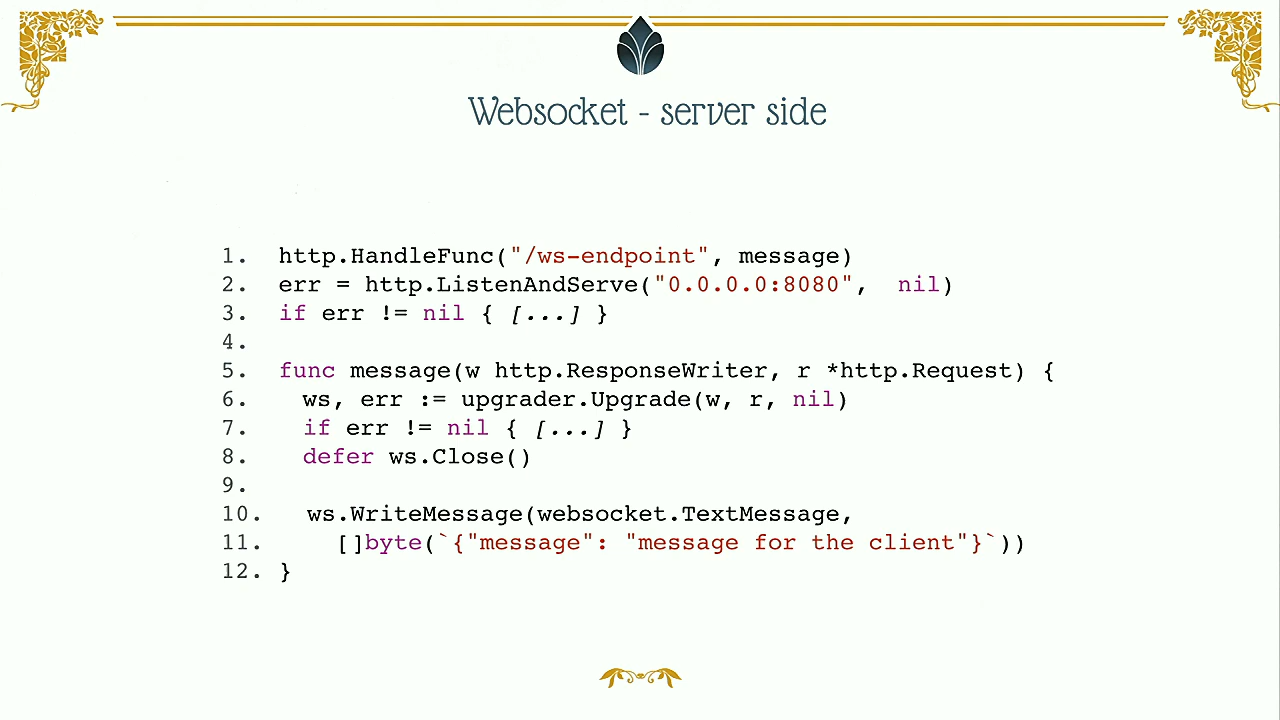 Websocket - server side
1. http.HandleFunc("/ws-endpoint", message)
2. err = http.ListenAndServe("0.0.0.0:8080",  nil)
3. if err != nil { [...] }
4.
5. func message(w http.ResponseWriter, r *http.Request) {
6.   ws, err := upgrader.Upgrade(w, r, nil)
7.   if err != nil { [...] }
8.   defer ws.Close()
9.
10.   ws.WriteMessage(websocket.TextMessage,
11.     []byte(`{"message": "message for the client"}`))
12. }